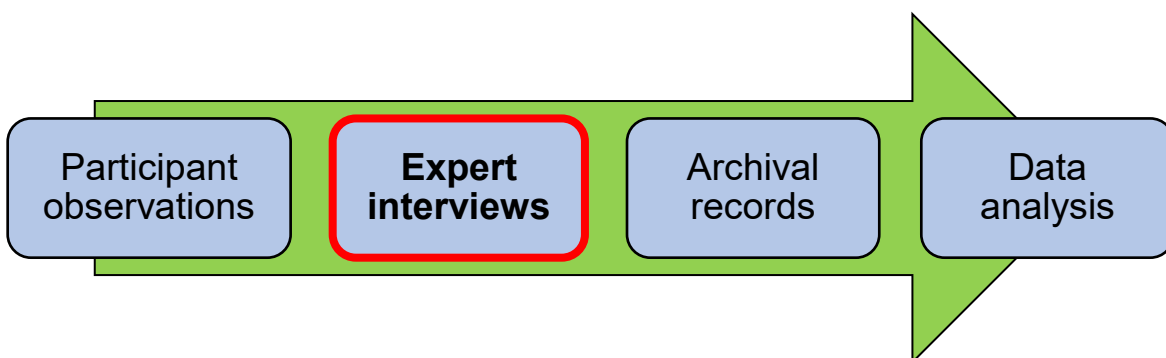 Participant
observations
Expert
interviews
Archival
records
Data
analysis